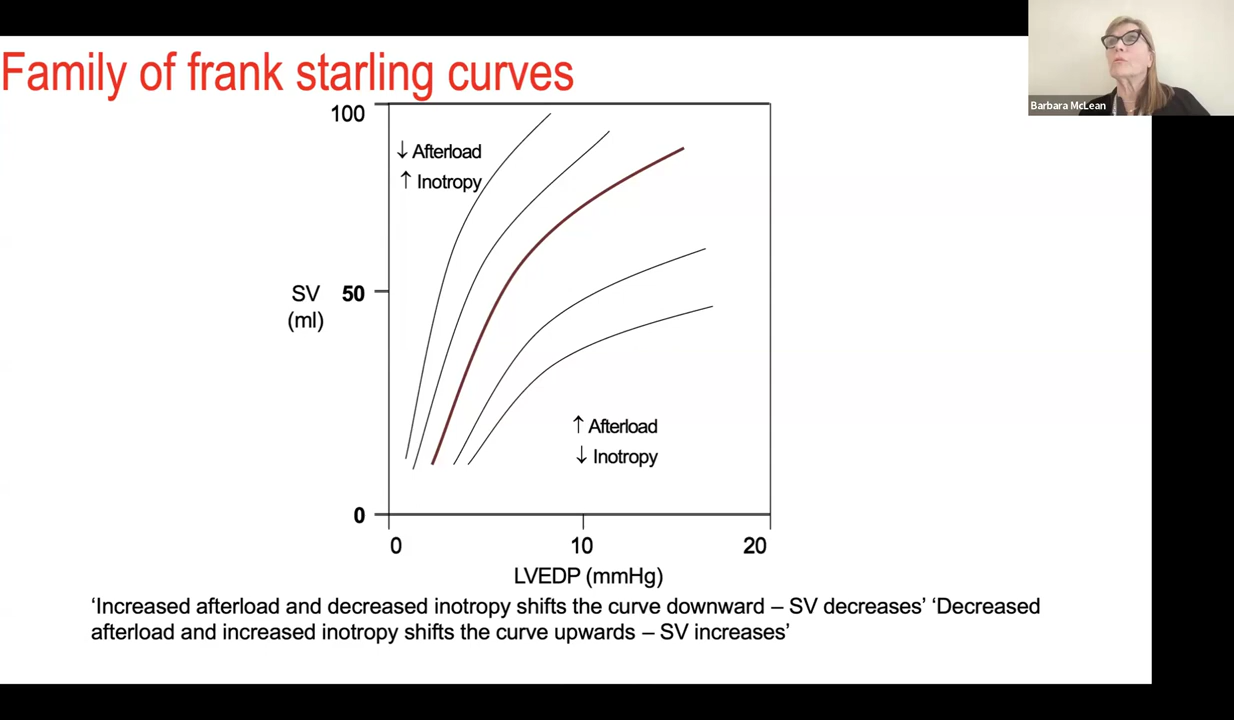 Family of frank starling curves
Barbara McLean
100
↓ Afterload
↑ Inotropy
SV
(ml)
50
↑ Afterload
↓ Inotropy
0
0 10 20
LVEDP (mmHg)
‘Increased afterload and decreased inotropy shifts the curve downward – SV decreases’ ‘Decreased
afterload and increased inotropy shifts the curve upwards – SV increases’